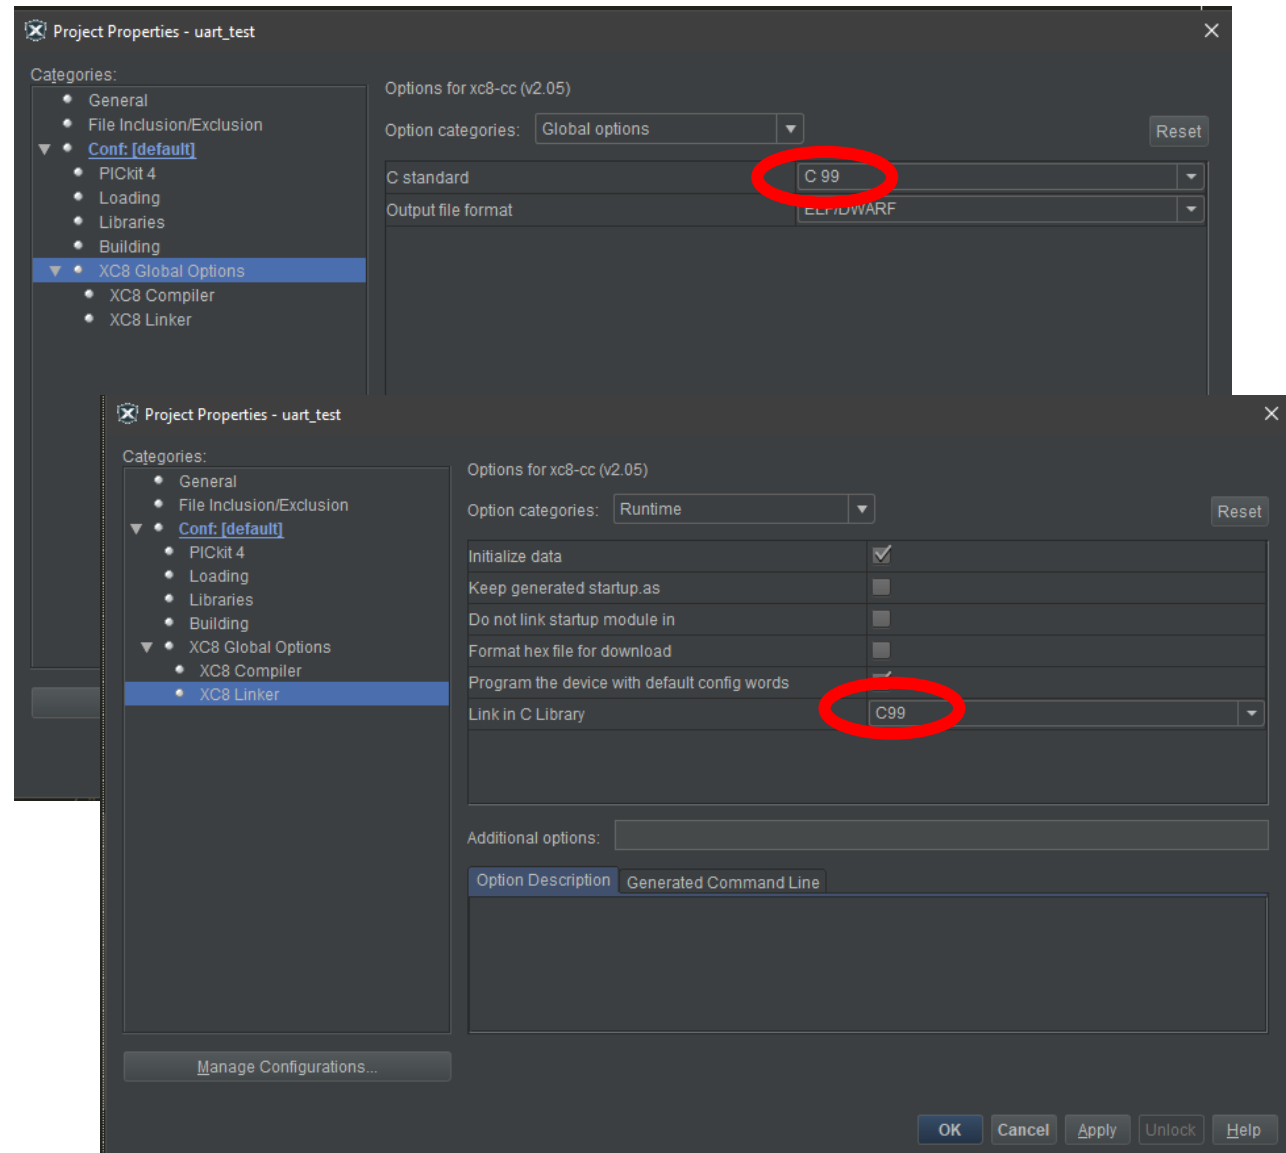 Project Properties - uart_test
Categories:
General
File Inclusion/Exclusion
Conf: [default]
PICkit 4
Loading
Libraries
Building
XC8 Global Options
XC8 Compiler
XC8 Linker
Options for xc8-cc (v2.05)
Option categories: Global options
Reset
C standard C 99
Output file format ELF/DWARF
Project Properties - uart_test
Categories:
General
File Inclusion/Exclusion
Conf: [default]
PICkit 4
Loading
Libraries
Building
XC8 Global Options
XC8 Compiler
XC8 Linker
Manage Configurations...
Options for xc8-cc (v2.05)
Option categories: Runtime
Reset
Initialize data
Keep generated startup.as
Do not link startup module in
Format hex file for download
Program the device with default config words
Link in C Library C99
Additional options:
Option Description Generated Command Line
OK Cancel Apply Unlock Help